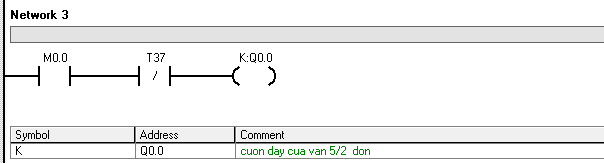 Network 3
M0.0 T37 K:Q0.0
/
Symbol Address Comment
K Q0.0 cuon day cua van 5/2 don